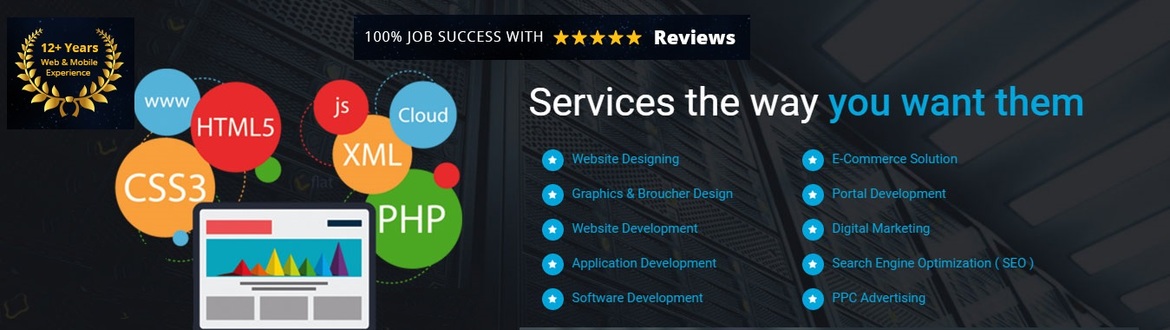 12+ Years
Web & Mobile
Experience
100% JOB SUCCESS WITH Reviews
www
HTML5
CSS3
js
Cloud
XML
PHP
flat
Services the way you want them
Website Designing
Graphics & Broucher Design
Website Development
Application Development
Software Development
E-Commerce Solution
Portal Development
Digital Marketing
Search Engine Optimization ( SEO )
PPC Advertising